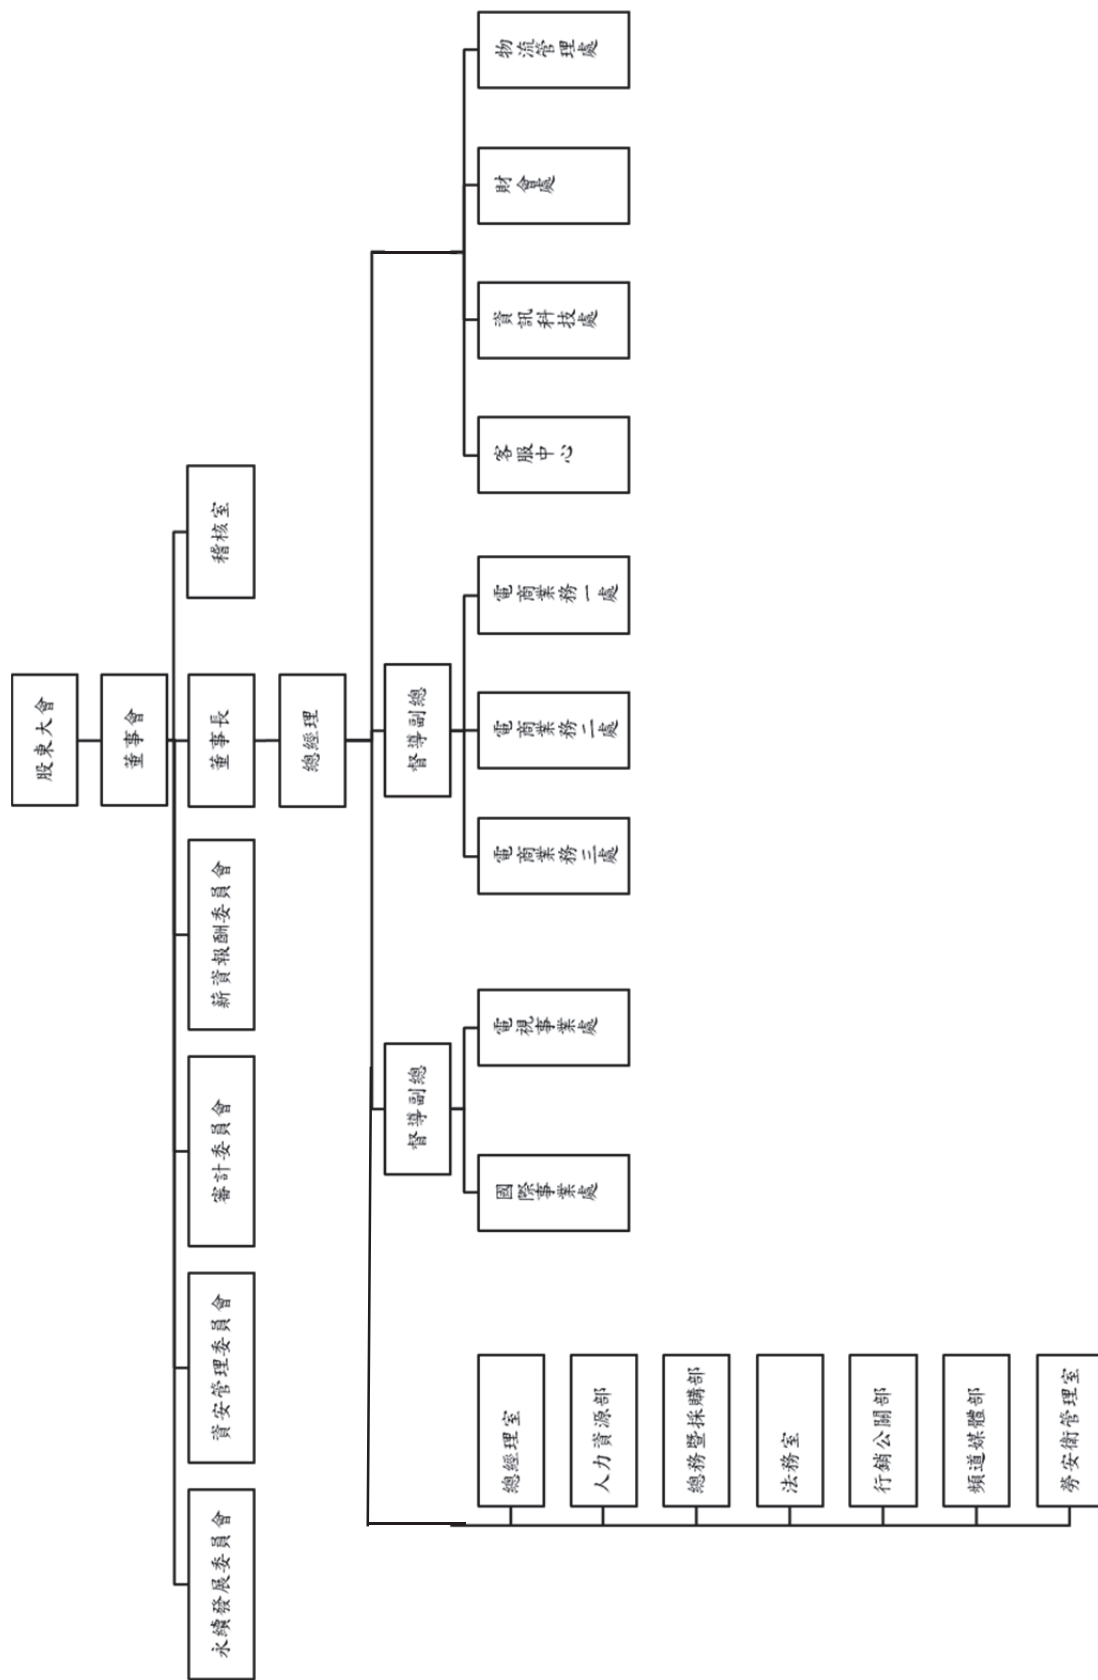 股東大會
董事會
永續發展委員會
資安管理委員會
審計委員會
薪資報酬委員會
董事長
稽核室
總經理
督導副總
督導副總
總經理室
人力資源部
總務暨採購部
法務室
行銷公關部
頻道媒體部
勞安衛管理室
國際事業處
電視事業處
電商業務三處
電商業務二處
電商業務一處
客服中心
資訊科技處
財會處
物流管理處